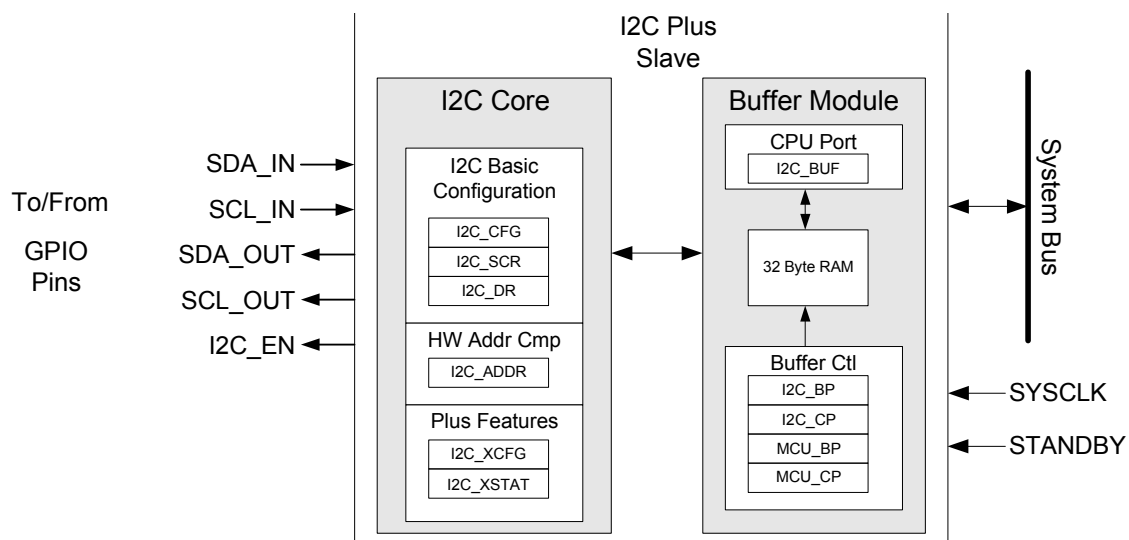 I2C Plus
Slave
I2C Core
I2C Basic
Configuration
I2C_CFG
I2C_SCR
I2C_DR
HW Addr Cmp
I2C_ADDR
Plus Features
I2C_XCFG
I2C_XSTAT
Buffer Module
CPU Port
I2C_BUF
32 Byte RAM
Buffer Ctl
I2C_BP
I2C_CP
MCU_BP
MCU_CP
To/From
GPIO
Pins
SDA_IN
SCL_IN
SDA_OUT
SCL_OUT
I2C_EN
System Bus
SYSCLK
STANDBY